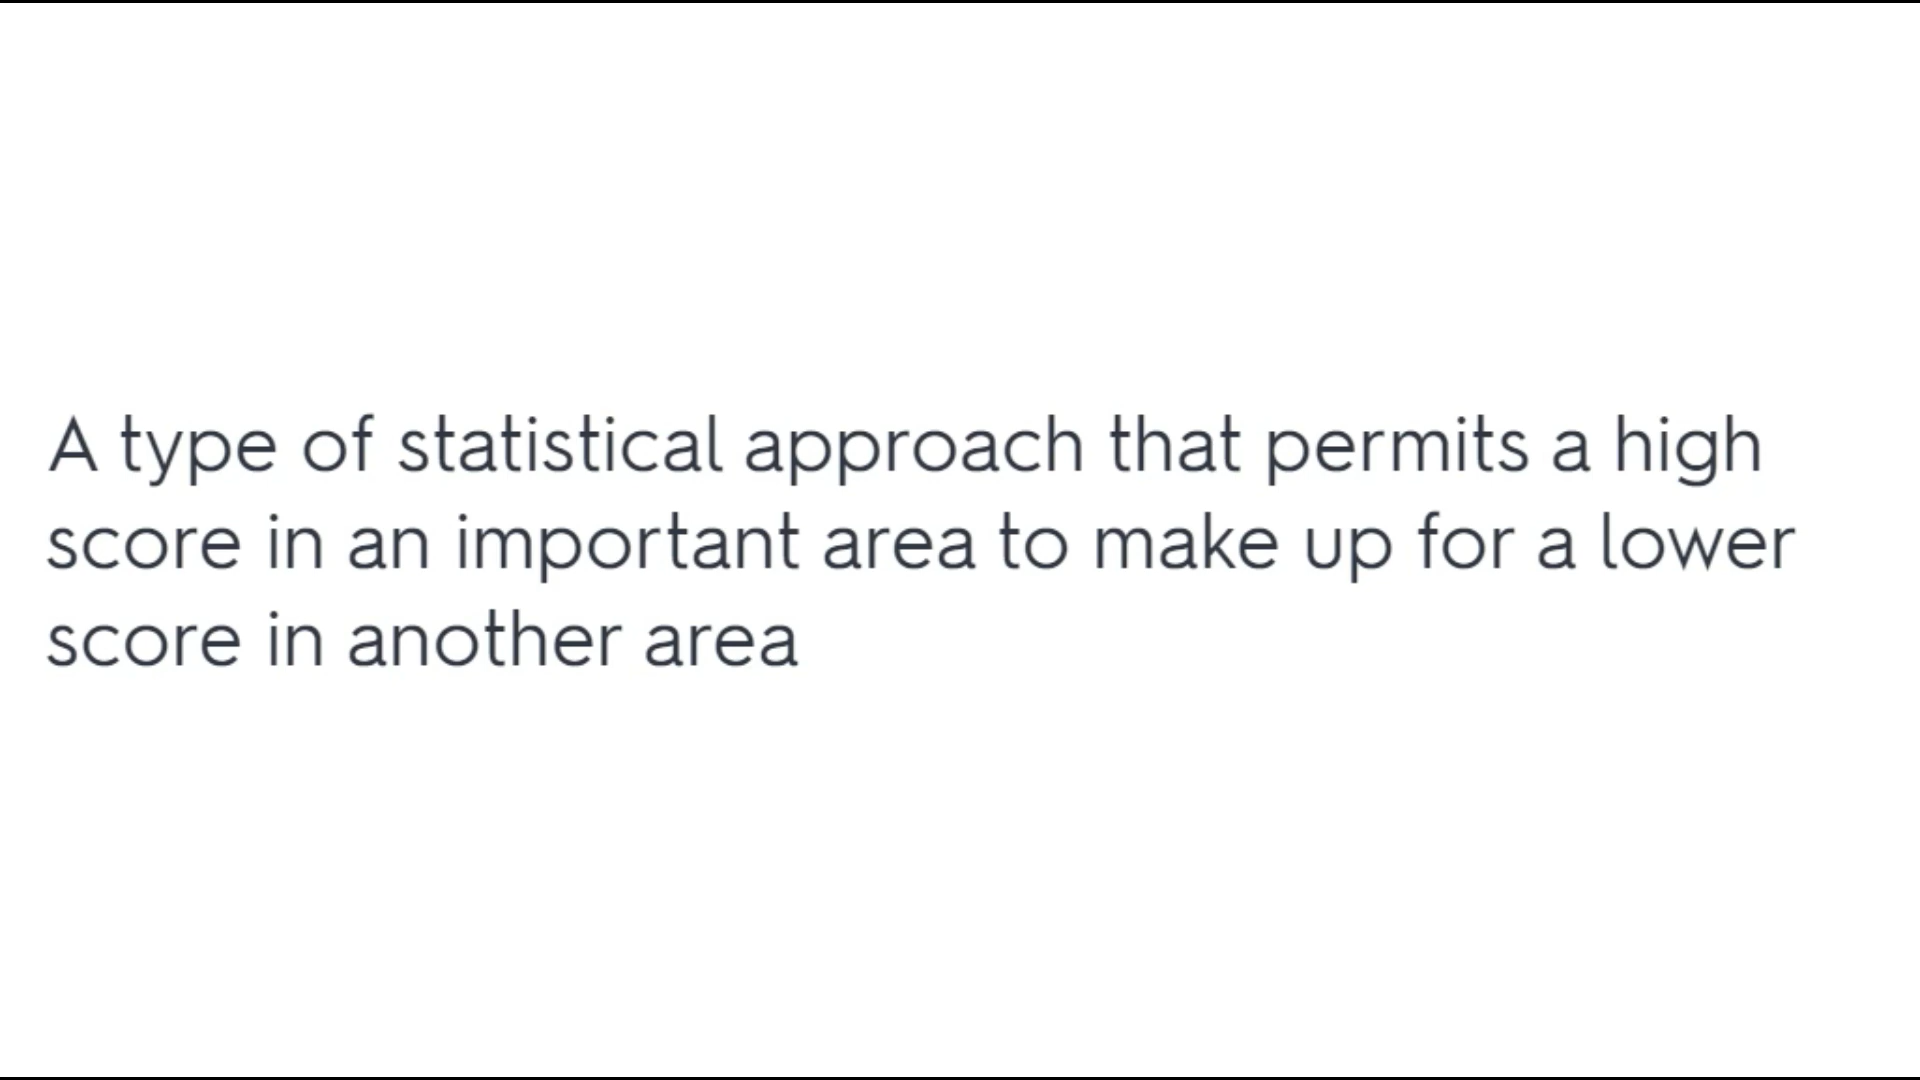 A type of statistical approach that permits a high
score in an important area to make up for a lower
score in another area